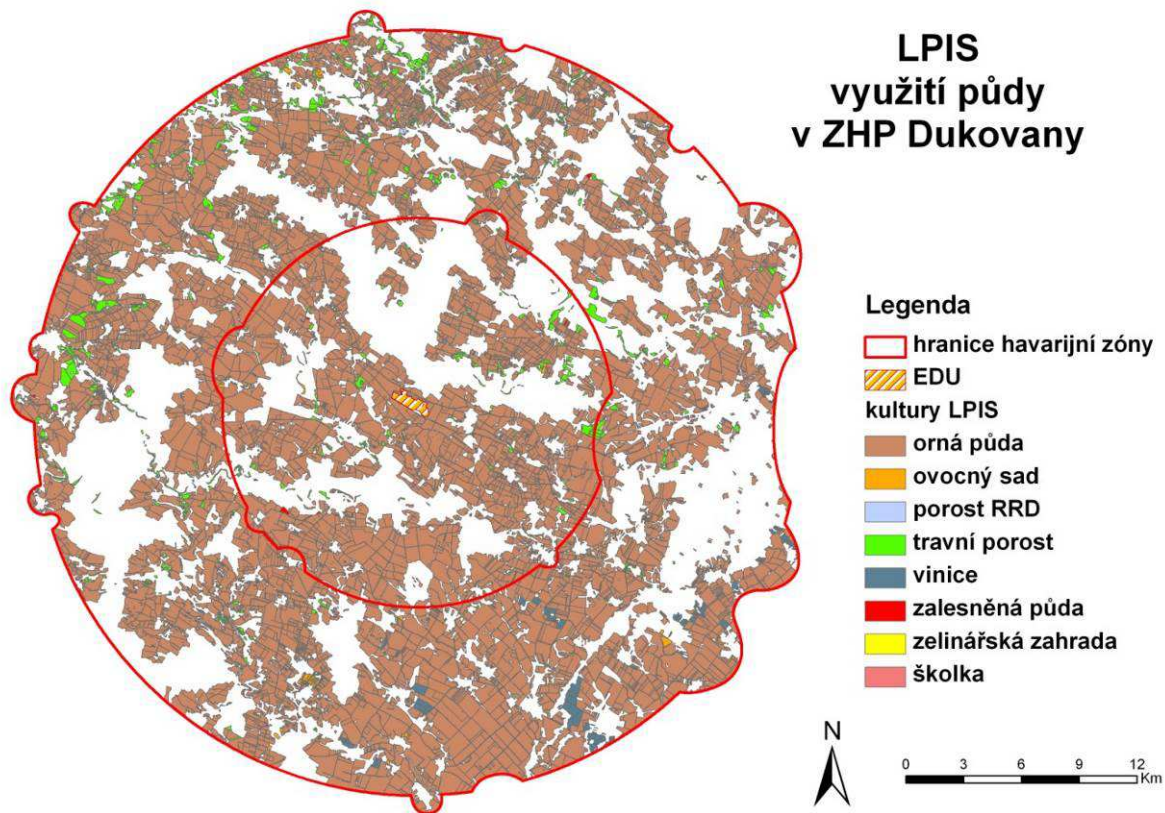 LPIS
využití půdy
v ZHP Dukovany
Legenda
hranice havarijní zóny
EDU
kultury LPIS
orná půda
ovocný sad
porost RRD
travní porost
vinice
zalesněná půda
zelinářská zahrada
školka
N
0 3 6 9 12
Km